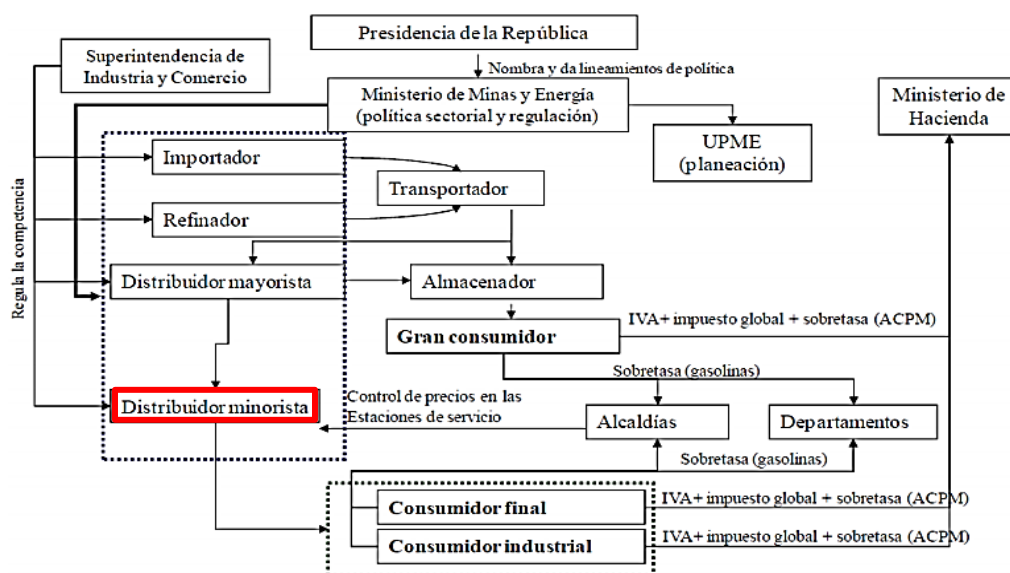 Presidencia de la República
Superintendencia de
Industria y Comercio
Nombra y da lineamientos de política
Ministerio de Minas y Energía
(política sectorial y regulación)
Ministerio de
Hacienda
UPME
(planeación)
Importador
Transportador
Refinador
Regula la competencia
Distribuidor mayorista
Almacenador
Gran consumidor
IVA+ impuesto global + sobretasa (ACPM)
Sobretasa (gasolinas)
Distribuidor minorista
Control de precios en las
Estaciones de servicio
Alcaldías
Departamentos
Sobretasa (gasolinas)
Consumidor final
IVA+ impuesto global + sobretasa (ACPM)
Consumidor industrial
IVA+ impuesto global + sobretasa (ACPM)